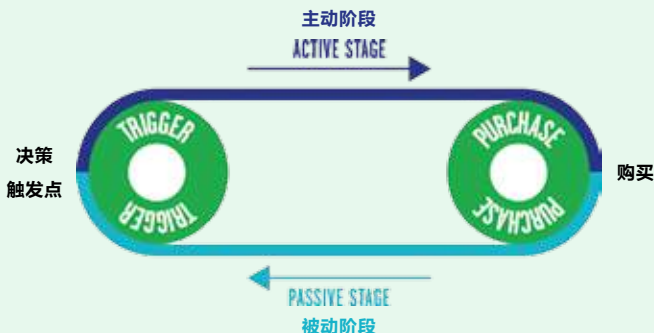 主动阶段
ACTIVE STAGE
TRIGGER
PURCHASE
决策
触发点
购买
TRIGGER
PURCHASE
PASSIVE STAGE
被动阶段